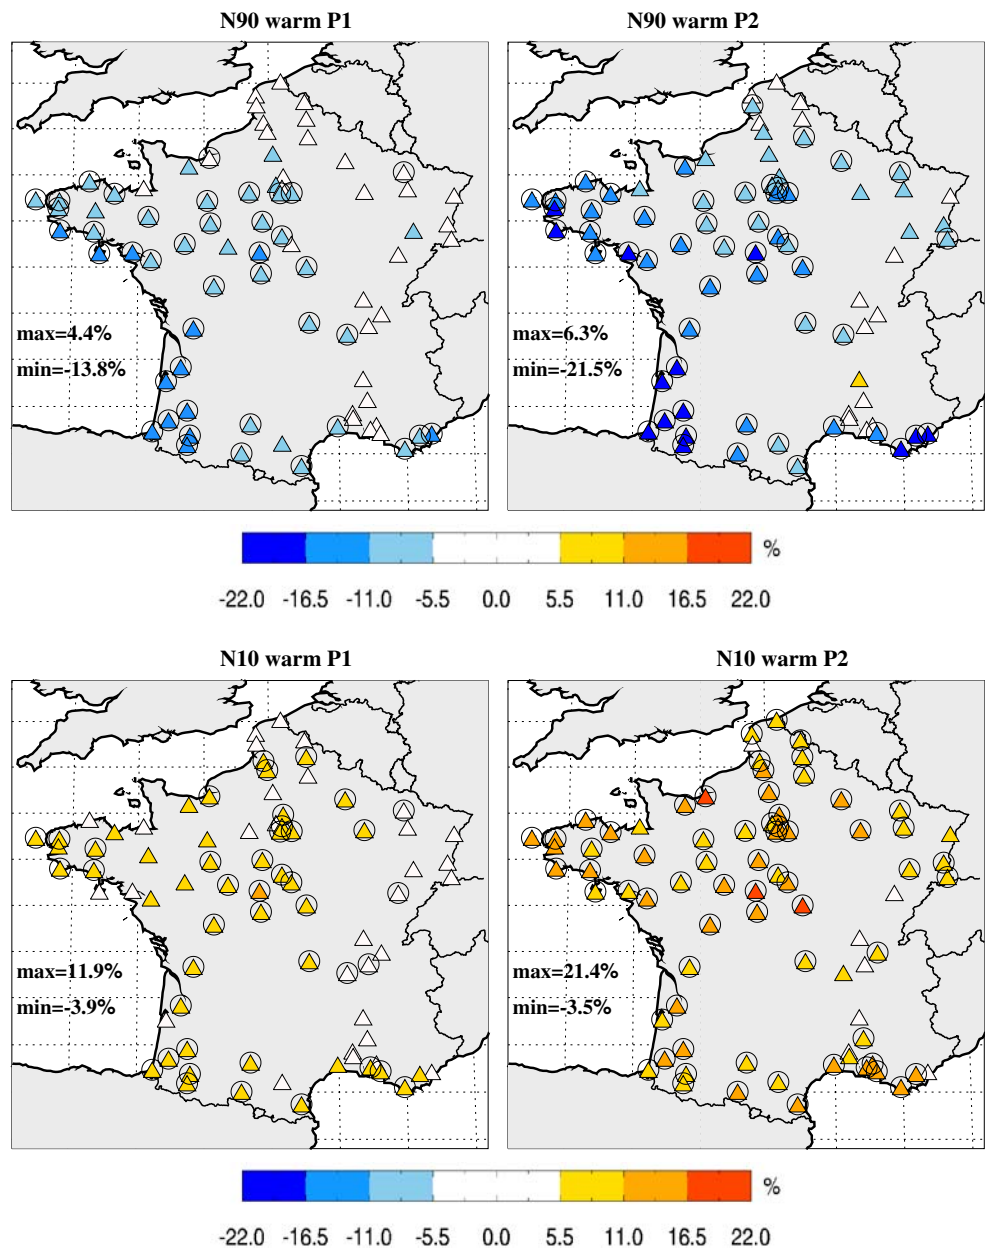 N90 warm P1 N90 warm P2
max=4.4% max=6.3%
min=-13.8% min=-21.5%
%
-22.0 -16.5 -11.0 -5.5 0.0 5.5 11.0 16.5 22.0
N10 warm P1 N10 warm P2
max=11.9% max=21.4%
min=-3.9% min=-3.5%
%
-22.0 -16.5 -11.0 -5.5 0.0 5.5 11.0 16.5 22.0